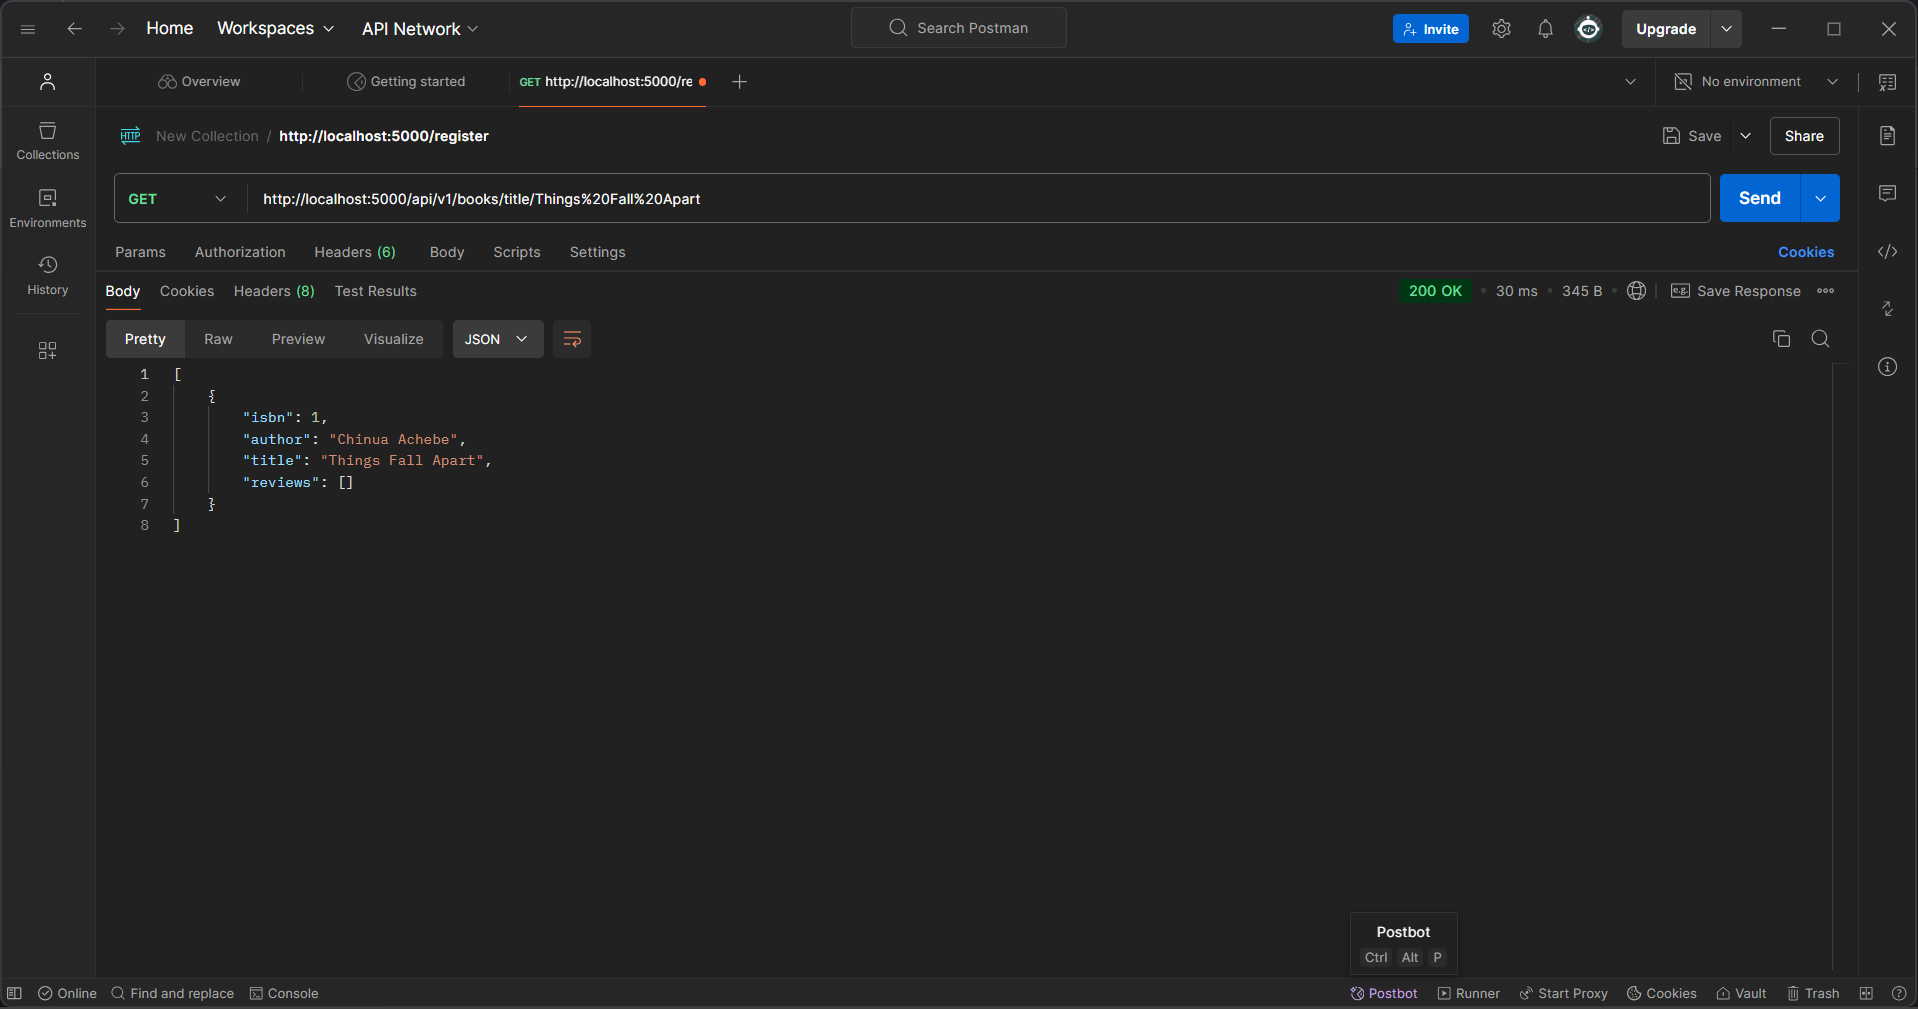 Home Workspaces API Network Search Postman Invite Upgrade
Overview Getting started GET http://localhost:5000/re No environment
HTTP New Collection / http://localhost:5000/register Save Share
Collections
GET http://localhost:5000/api/v1/books/title/Things%20Fall%20Apart Send
Environments
Params Authorization Headers (6) Body Scripts Settings Cookies
History
Body Cookies Headers (8) Test Results 200 OK • 30 ms • 345 B • e.g. Save Response
Pretty Raw Preview Visualize JSON
1 [
2 {
3 "isbn": 1,
4 "author": "Chinua Achebe",
5 "title": "Things Fall Apart",
6 "reviews": []
7 }
8 ]
Postbot
Ctrl Alt P
Online Find and replace Console Postbot Runner Start Proxy Cookies Vault Trash